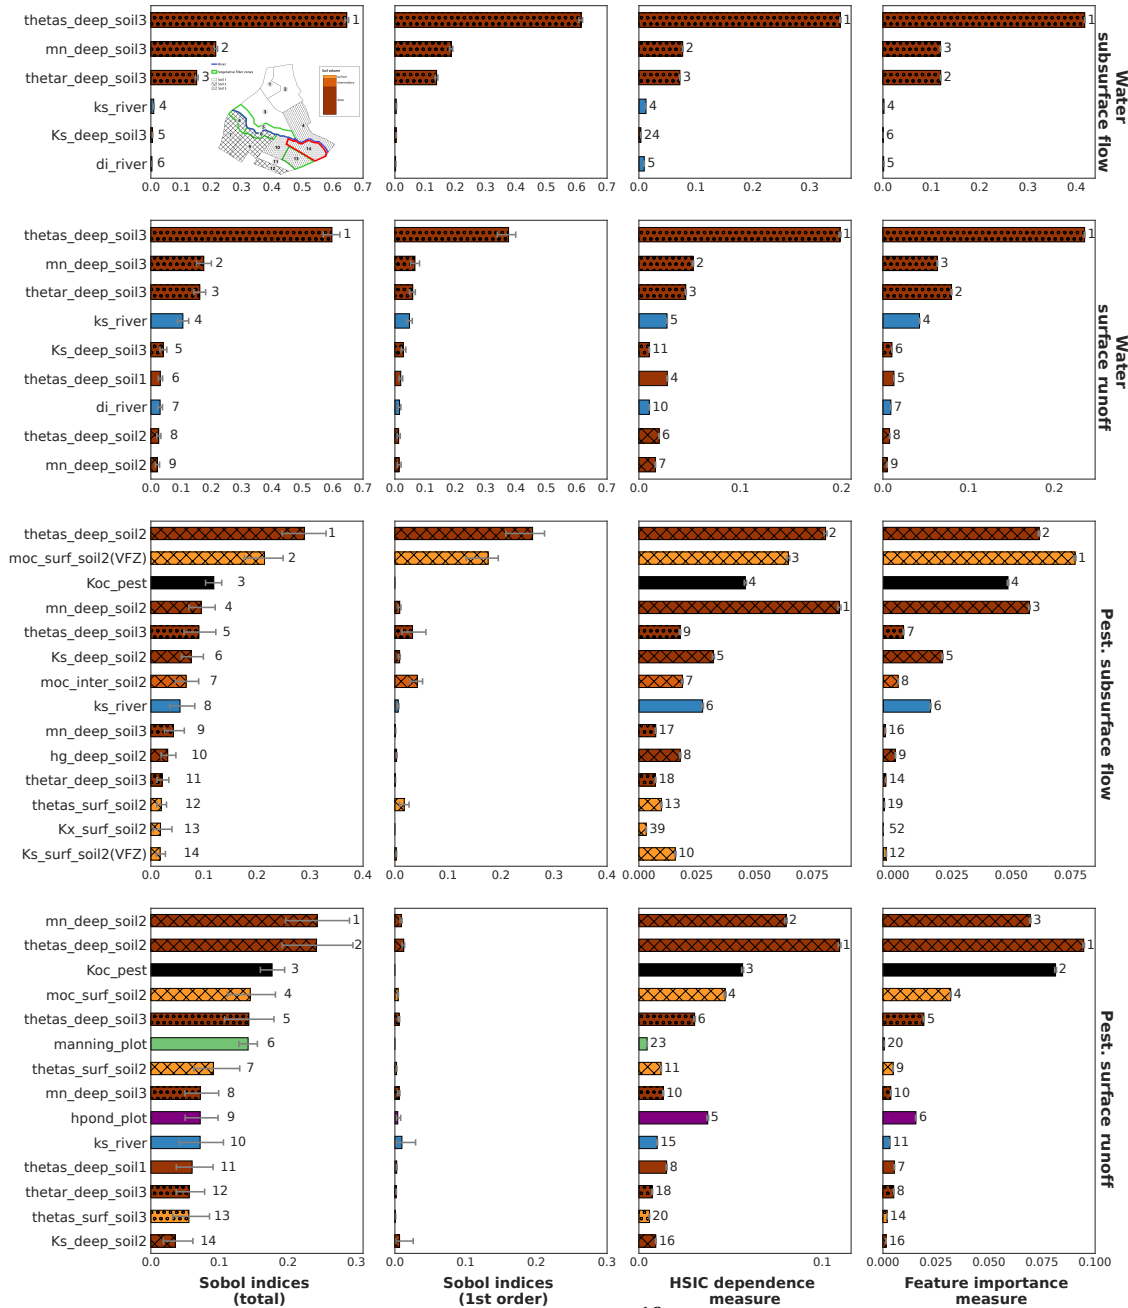 thetas_deep_soil3
mn_deep_soil3
thetar_deep_soil3
ks_river
Ks_deep_soil3
di_river
1
2
3
4
5
6
River
Vegetative filter zones
Soil 1
Soil 2
Soil 3
0.0 0.1 0.2 0.3 0.4 0.5 0.6 0.7
0.0 0.1 0.2 0.3 0.4 0.5 0.6 0.7
1
2
3
4
24
5
0.0 0.1 0.2 0.3
1
3
2
4
6
5
0.0 0.1 0.2 0.3 0.4
Water
subsurface flow
thetas_deep_soil3
mn_deep_soil3
thetar_deep_soil3
ks_river
Ks_deep_soil3
thetas_deep_soil1
di_river
thetas_deep_soil2
mn_deep_soil2
1
2
3
4
5
6
7
8
9
0.0 0.1 0.2 0.3 0.4 0.5 0.6 0.7
0.0 0.1 0.2 0.3 0.4 0.5 0.6 0.7
1
2
3
5
11
4
10
6
7
0.0 0.1 0.2
1
3
2
4
6
5
7
8
9
0.0 0.1 0.2
Water
surface runoff
thetas_deep_soil2
moc_surf_soil2(VFZ)
Koc_pest
mn_deep_soil2
thetas_deep_soil3
Ks_deep_soil2
moc_inter_soil2
ks_river
mn_deep_soil3
hg_deep_soil2
thetar_deep_soil3
thetas_surf_soil2
Kx_surf_soil2
Ks_surf_soil2(VFZ)
1
2
3
4
5
6
7
8
9
10
11
12
13
14
0.0 0.1 0.2 0.3 0.4
0.0 0.1 0.2 0.3 0.4
2
3
4
1
9
5
7
6
17
8
18
13
39
10
0.000 0.025 0.050 0.075
2
1
4
3
7
5
8
6
16
9
14
19
52
12
0.000 0.025 0.050 0.075
Pest. subsurface
flow
mn_deep_soil2
thetas_deep_soil2
Koc_pest
moc_surf_soil2
thetas_deep_soil3
manning_plot
thetas_surf_soil2
mn_deep_soil3
hpond_plot
ks_river
thetas_deep_soil1
thetar_deep_soil3
thetas_surf_soil3
Ks_deep_soil2
1
2
3
4
5
6
7
8
9
10
11
12
13
14
0.0 0.1 0.2 0.3
0.0 0.1 0.2 0.3
2
1
3
4
6
23
11
10
5
15
8
18
20
16
0.0 0.1
3
1
2
4
5
20
9
10
6
11
7
8
14
16
0.000 0.025 0.050 0.075 0.100
Pest. surface
runoff
Sobol indices
(total)
Sobol indices
(1st order)
HSIC dependence
measure
Feature importance
measure